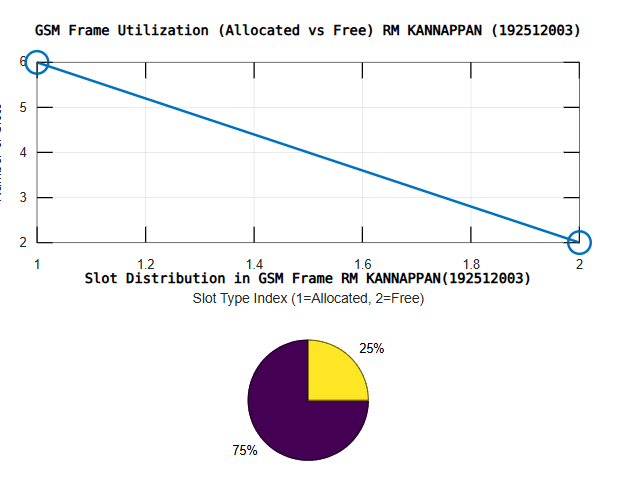 GSM Frame Utilization (Allocated vs Free) RM KANNAPPAN (192512003)
6
5
4
3
2
1 1.2 1.4 1.6 1.8 2
Slot Distribution in GSM Frame RM KANNAPPAN(192512003)
Slot Type Index (1=Allocated, 2=Free)
25%
75%